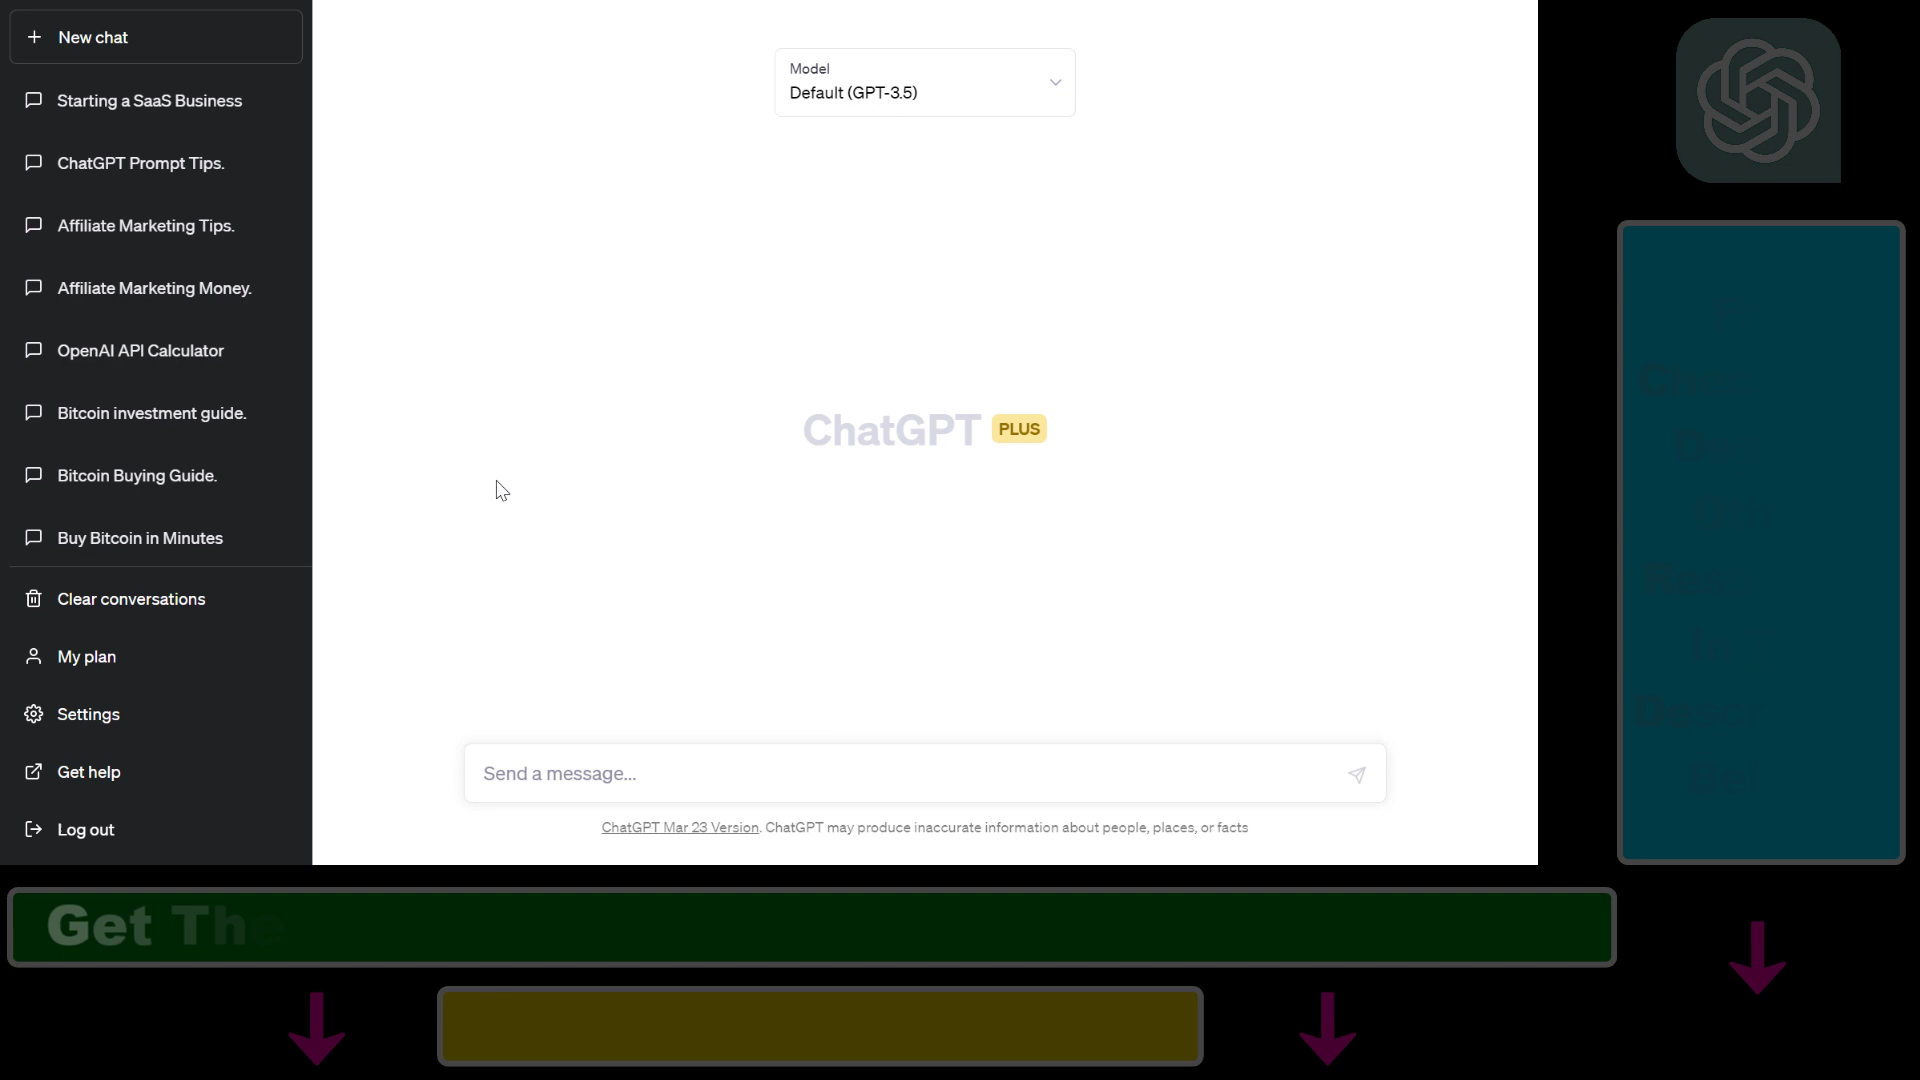 New chat
Starting a SaaS Business
ChatGPT Prompt Tips.
Affiliate Marketing Tips.
Affiliate Marketing Money.
OpenAI API Calculator
Bitcoin investment guide.
Bitcoin Buying Guide.
Buy Bitcoin in Minutes
Clear conversations
My plan
Settings
Get help
Log out
Model
Default (GPT-3.5)
ChatGPT PLUS
Send a message...
ChatGPT Mar 23 Version. ChatGPT may produce inaccurate information about people, places, or facts
Get The